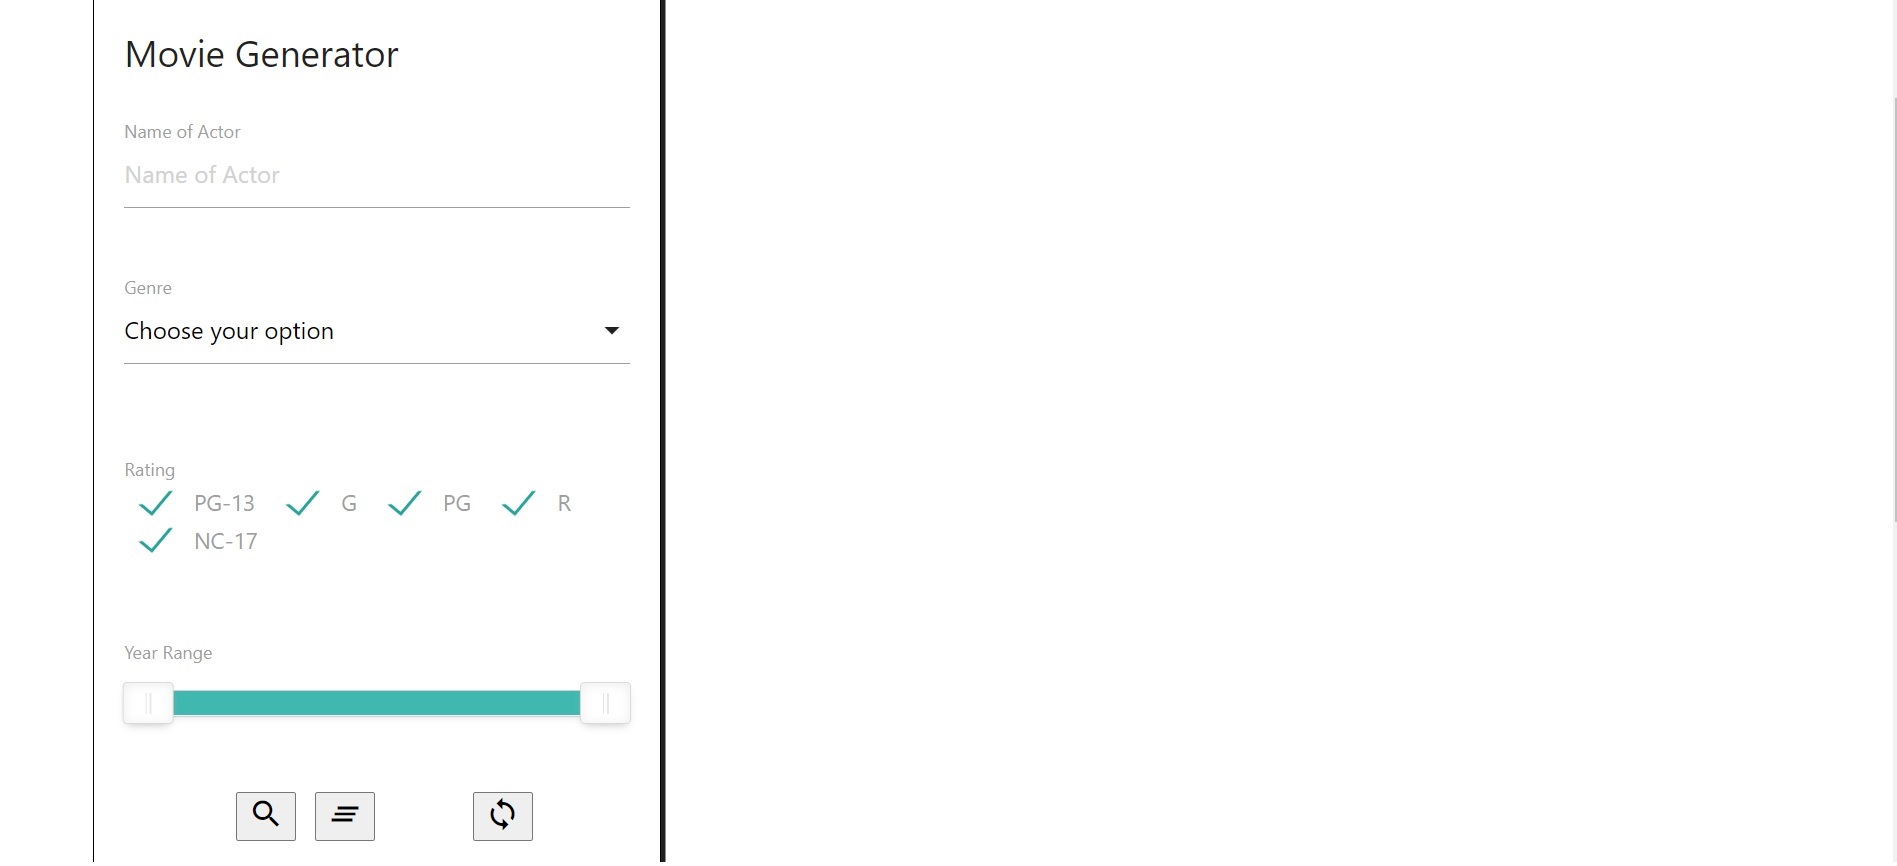 Movie Generator
Name of Actor
Name of Actor
Genre
Choose your option
Rating
PG-13 G PG R
NC-17
Year Range